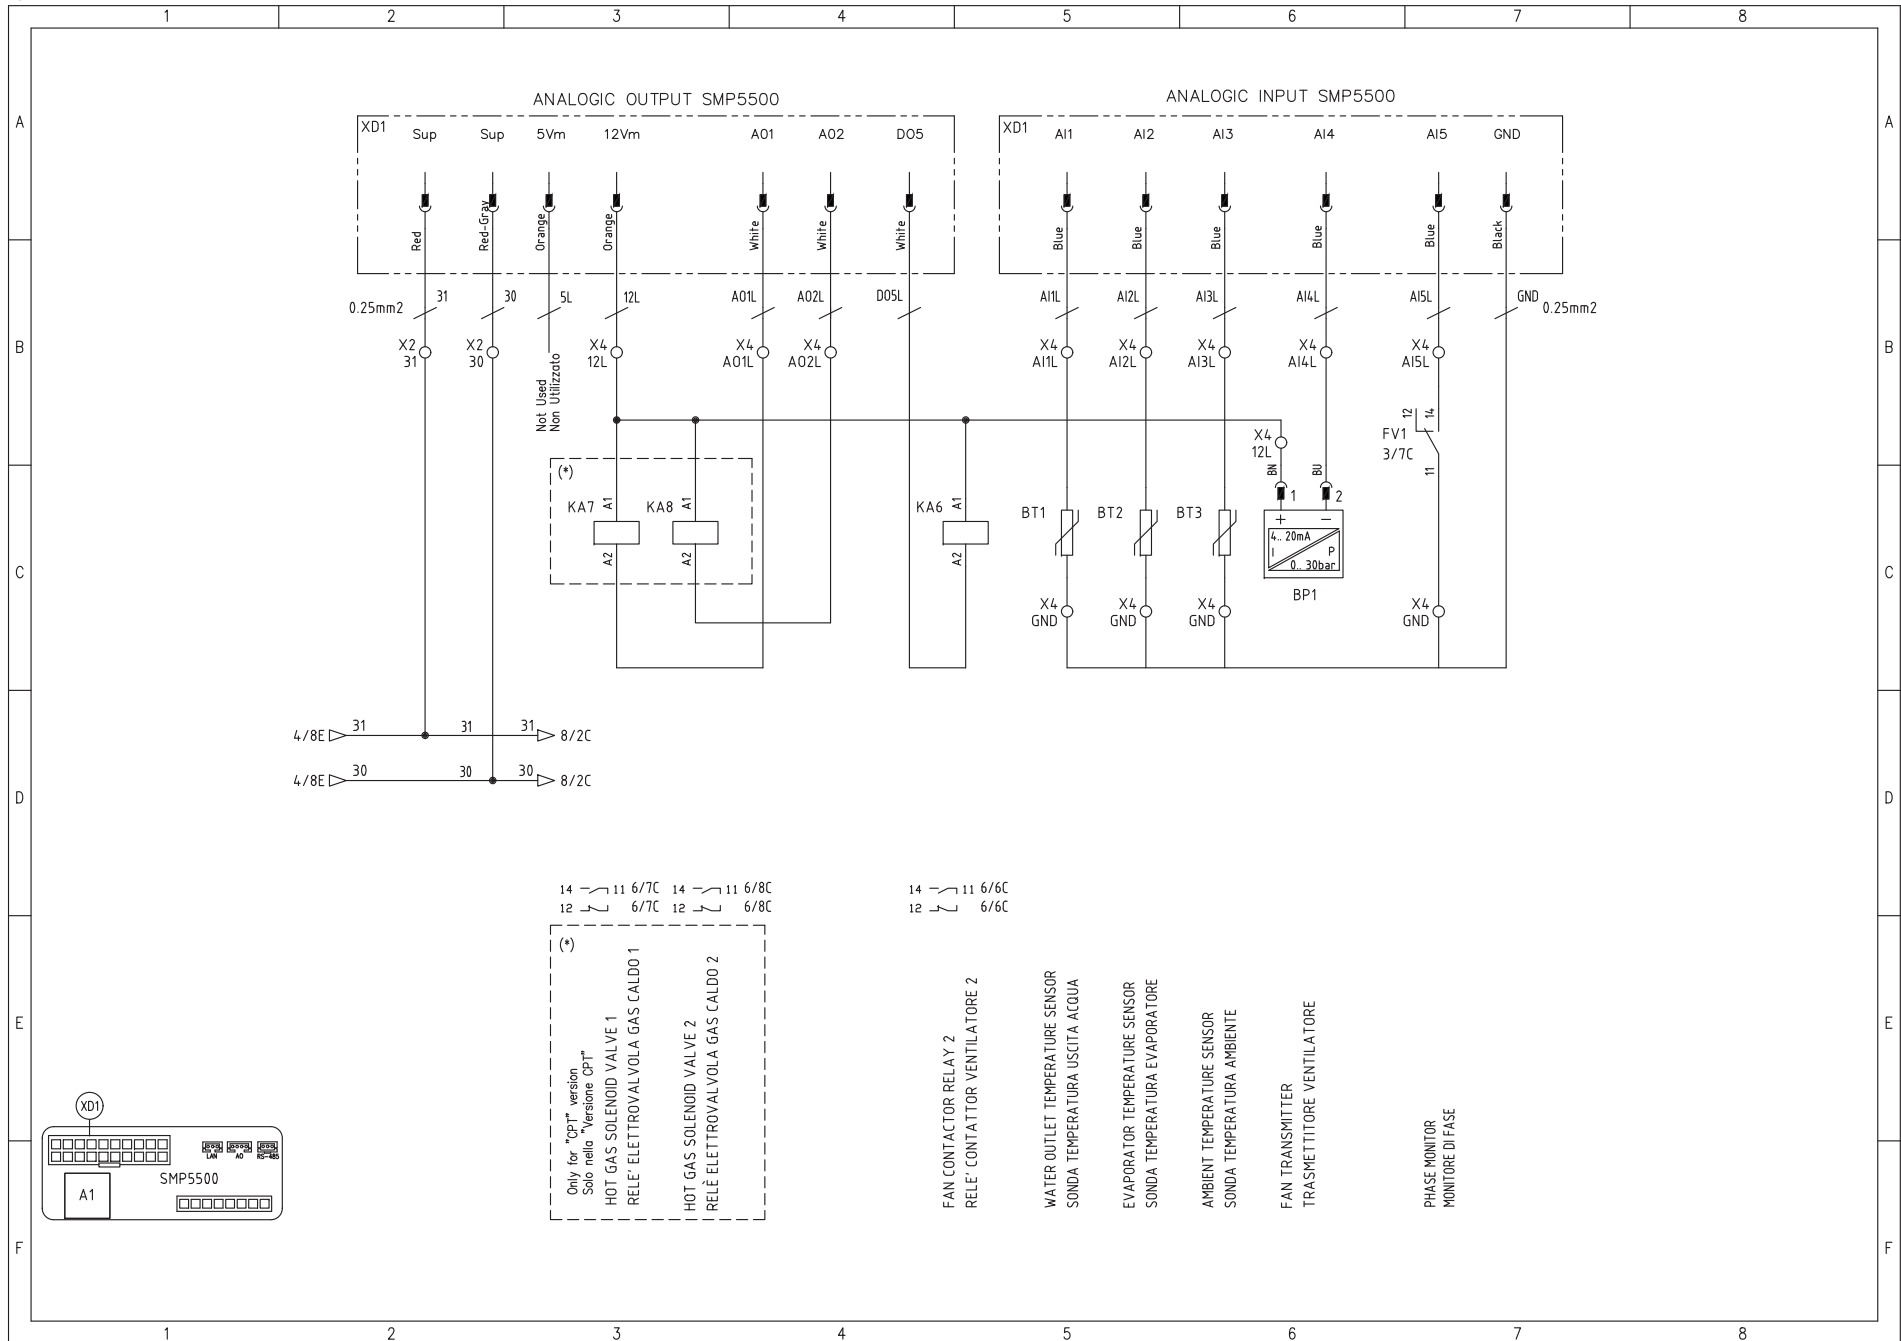 1 2 3 4 5 6 7 8
A A
B B
C C
D D
E E
F F
ANALOGIC OUTPUT SMP5500
XD1 Sup Sup 5Vm 12Vm AO1 AO2 DO5
Red Red-Gray Orange Orange White White White
0.25mm2 31 30 5L 12L AO1L AO2L DO5L
X2 X2 X4 X4 X4
31 30 12L AO1L AO2L
Not Used
Non Utilizzato
ANALOGIC INPUT SMP5500
XD1 AI1 AI2 AI3 AI4 AI5 GND
Blue Blue Blue Blue Blue Black
AI1L AI2L AI3L AI4L AI5L GND 0.25mm2
X4 X4 X4 X4 X4
AI1L AI2L AI3L AI4L AI5L
12 14
FV1
3/7C
11
X4
12L
BN BU
1 2
(*)
KA7 A1 KA8 A1 KA6 A1
A2 A2 A2
BT1 BT2 BT3
+ –
4.. 20mA
I P
0.. 30bar
BP1
X4 X4 X4 X4
GND GND GND GND
4/8E 31 31 31 8/2C
4/8E 30 30 30 8/2C
14 11 6/7C 14 11 6/8C 14 11 6/6C
12 6/7C 12 6/8C 12 6/6C
(*)
Only for "CPT" version
Solo nella "Versione CPT"
HOT GAS SOLENOID VALVE 1
RELE' ELETTROVALVOLA GAS CALDO 1
HOT GAS SOLENOID VALVE 2
RELÈ ELETTROVALVOLA GAS CALDO 2
FAN CONTACTOR RELAY 2
RELE' CONTATTOR VENTILATORE 2
WATER OUTLET TEMPERATURE SENSOR
SONDA TEMPERATURA USCITA ACQUA
EVAPORATOR TEMPERATURE SENSOR
SONDA TEMPERATURA EVAPORATORE
AMBIENT TEMPERATURE SENSOR
SONDA TEMPERATURA AMBIENTE
FAN TRANSMITTER
TRASMETTITORE VENTILATORE
PHASE MONITOR
MONITORE DI FASE
XD1
LAN AO RS-485
SMP5500
A1
1 2 3 4 5 6 7 8